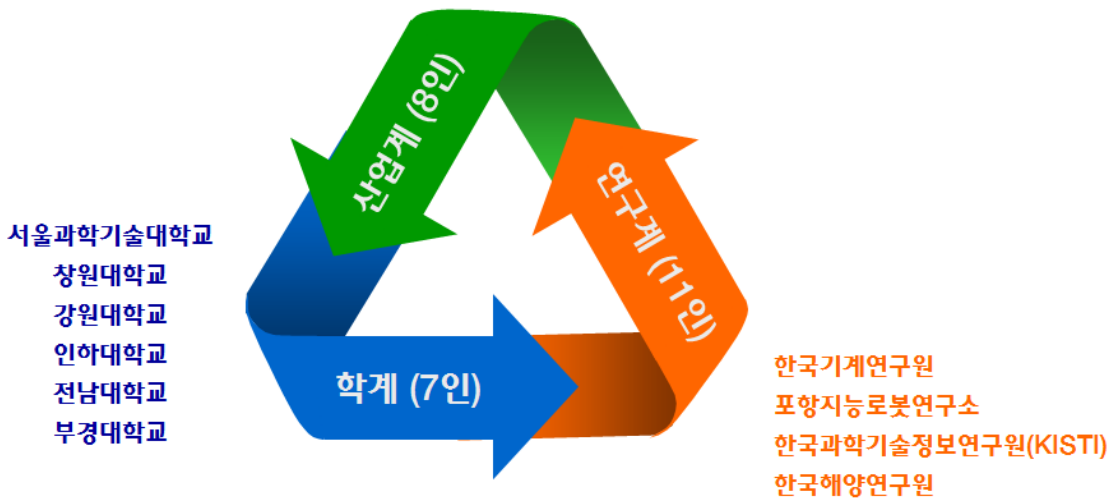 산업계 (8인)
연구계 (11인)
학계 (7인)
서울과학기술대학교
창원대학교
강원대학교
인하대학교
전남대학교
부경대학교
한국기계연구원
포항지능로봇연구소
한국과학기술정보연구원(KISTI)
한국해양연구원